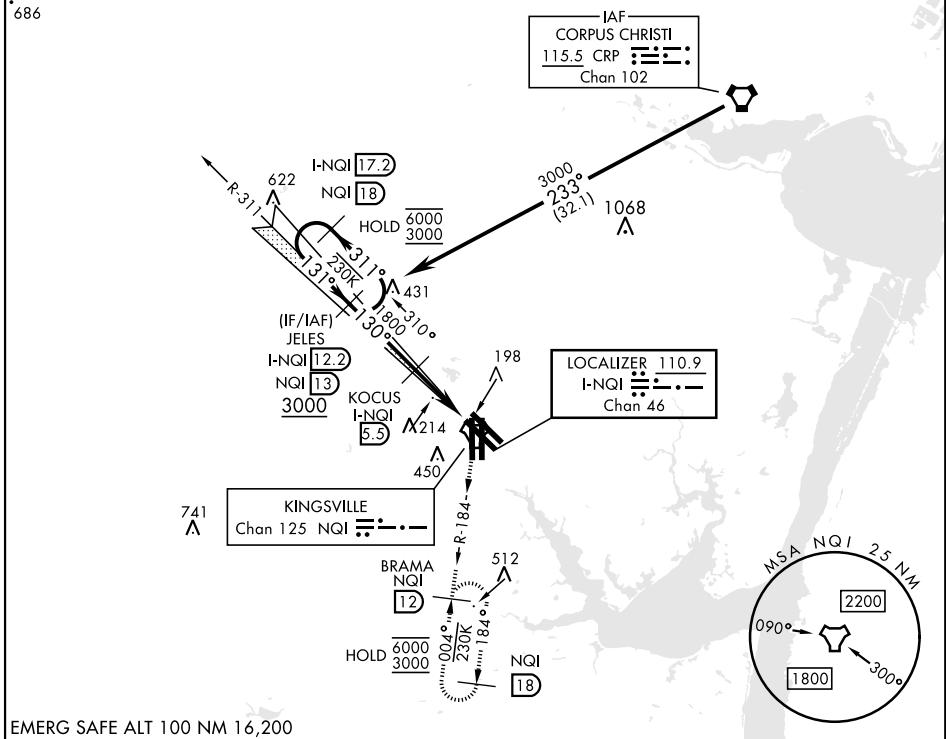 686
IAF
CORPUS CHRISTI
115.5 CRP
Chan 102
3000
233°
(32.1)
1068
I-NQI 17.2
NQI 18
R-311
622
HOLD 6000
3000
311°
230K
131°
431
1800
310°
130°
(IF/IAF)
JELES
I-NQI 12.2
NQI 13
3000
KOCUS
I-NQI
5.5
198
214
450
LOCALIZER 110.9
I-NQI
Chan 46
741
KINGSVILLE
Chan 125 NQI
R-184
BRAMA
NQI
12
512
004°
230K
184°
HOLD 6000
3000
NQI
18
MSA NQI 25 NM
2200
090°
1800
300°
EMERG SAFE ALT 100 NM 16,200